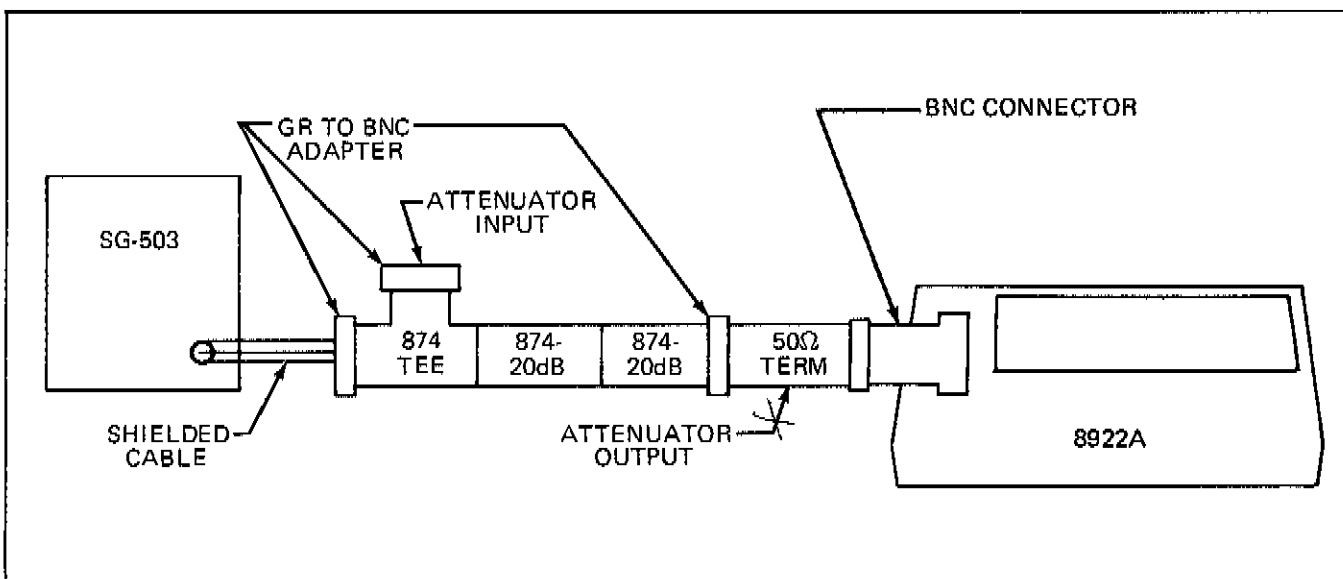 GR TO BNC
ADAPTER
BNC CONNECTOR
ATTENUATOR
INPUT
SG-503
874
TEE
874-
20dB
874-
20dB
50Ω
TERM
SHIELDED
CABLE
ATTENUATOR
OUTPUT
8922A